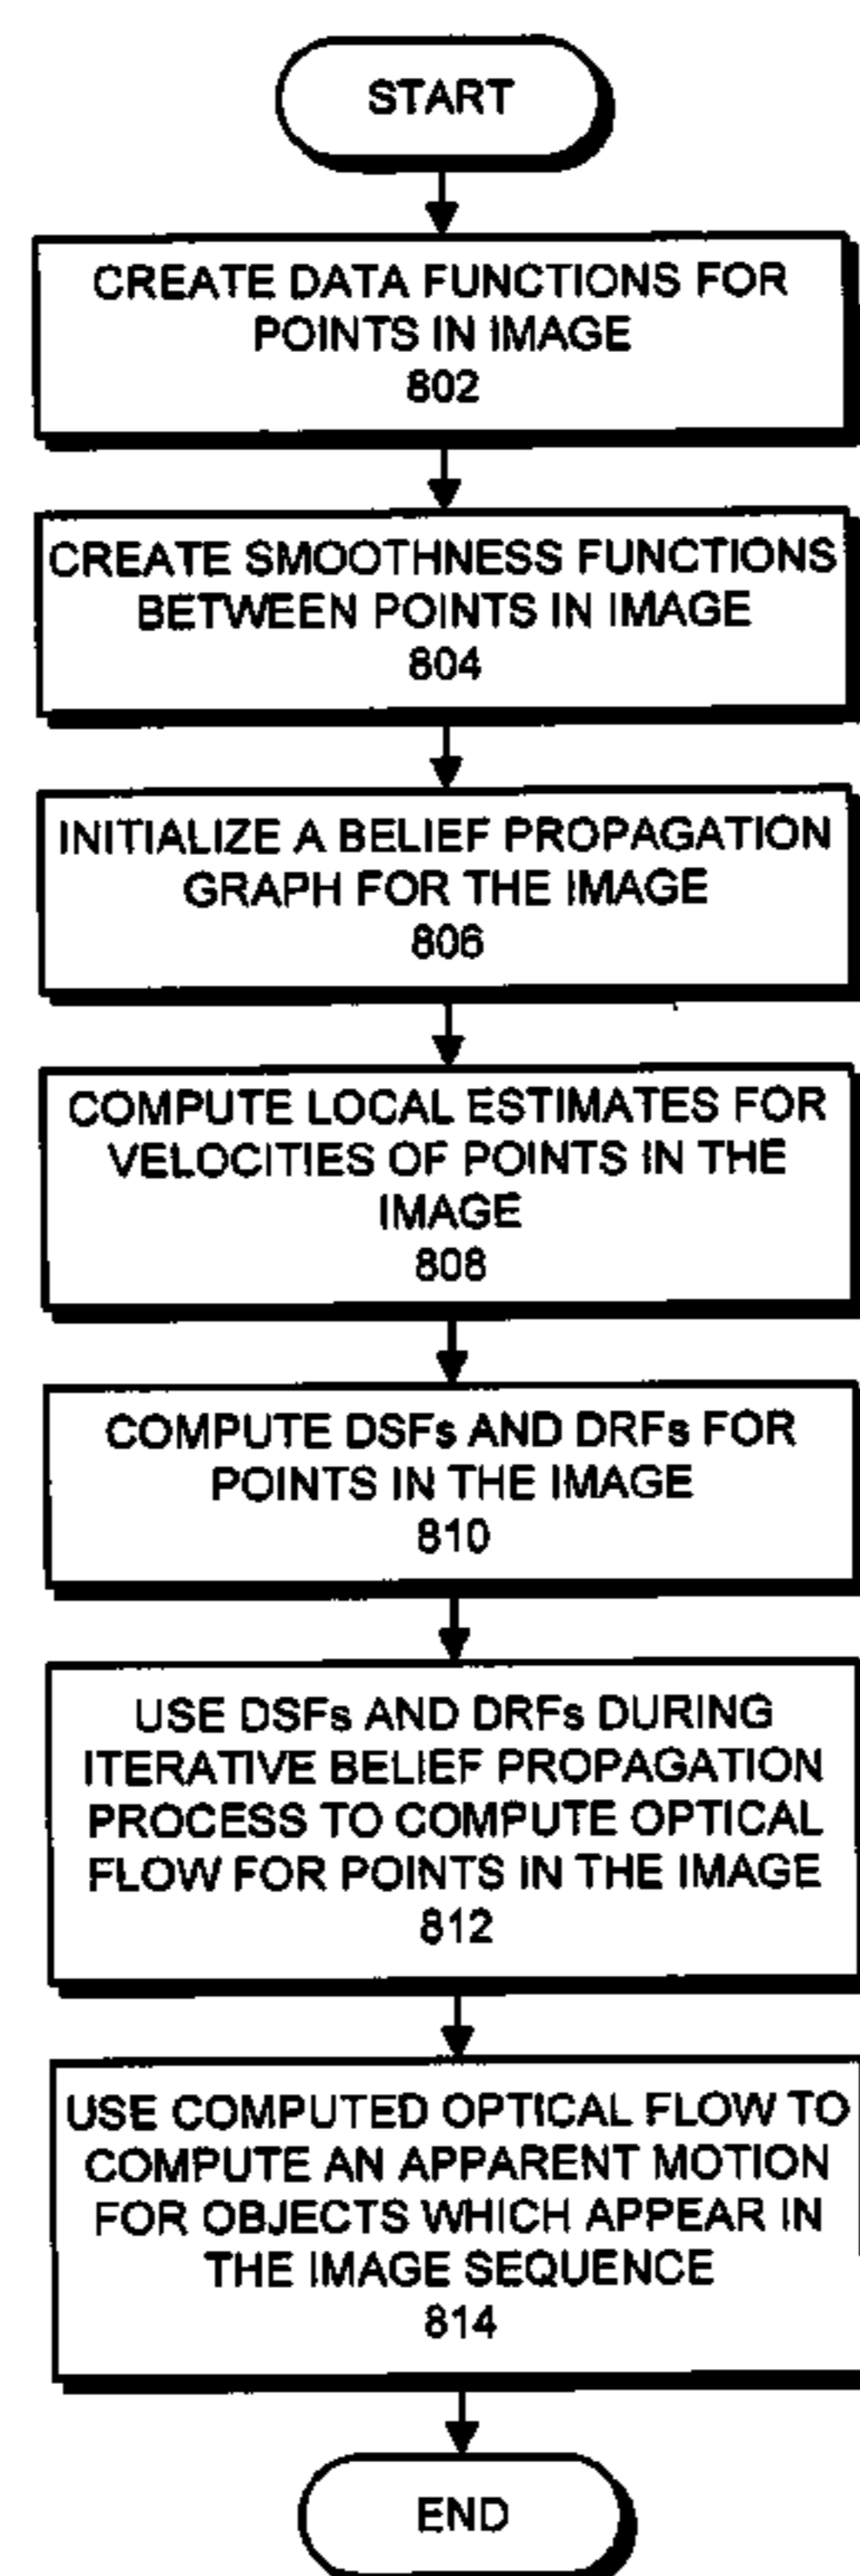 START
CREATE DATA FUNCTIONS FOR
POINTS IN IMAGE
802
CREATE SMOOTHNESS FUNCTIONS
BETWEEN POINTS IN IMAGE
804
INITIALIZE A BELIEF PROPAGATION
GRAPH FOR THE IMAGE
806
COMPUTE LOCAL ESTIMATES FOR
VELOCITIES OF POINTS IN THE
IMAGE
808
COMPUTE DSFs AND DRFs FOR
POINTS IN THE IMAGE
810
USE DSFs AND DRFs DURING
ITERATIVE BELIEF PROPAGATION
PROCESS TO COMPUTE OPTICAL
FLOW FOR POINTS IN THE IMAGE
812
USE COMPUTED OPTICAL FLOW TO
COMPUTE AN APPARENT MOTION
FOR OBJECTS WHICH APPEAR IN
THE IMAGE SEQUENCE
814
END